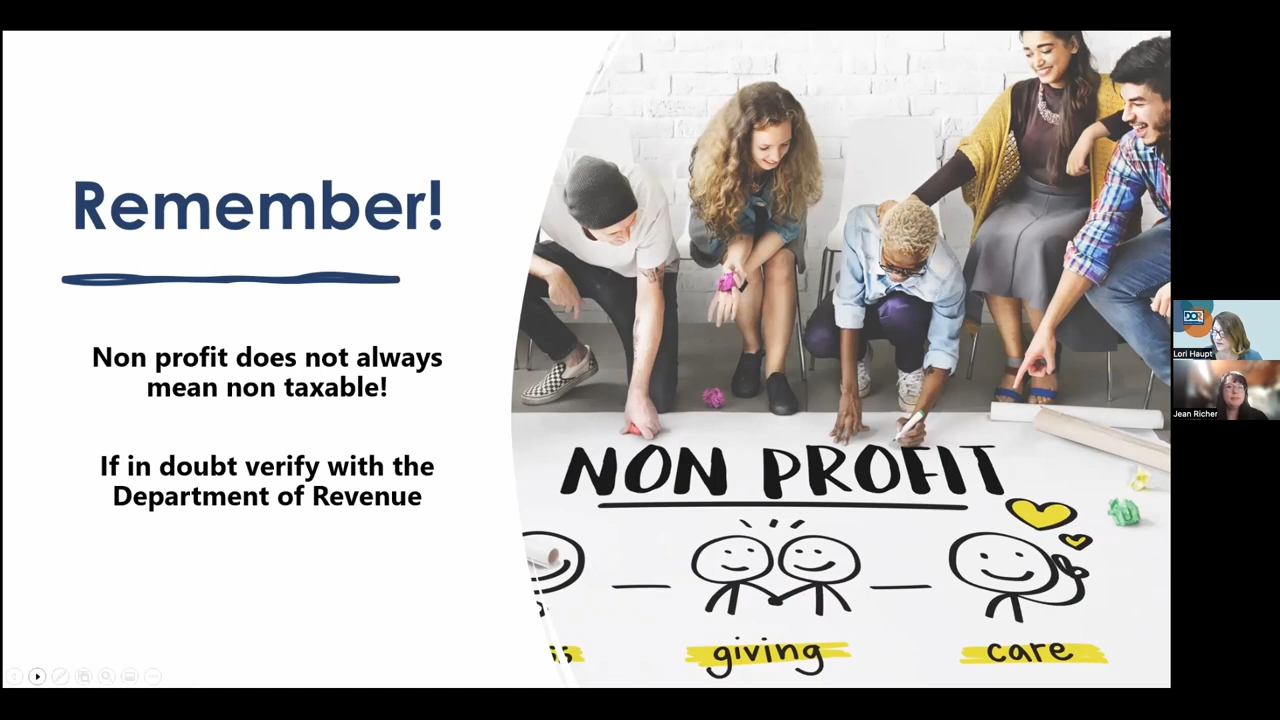 Remember!
Non profit does not always
mean non taxable!
If in doubt verify with the
Department of Revenue
NON PROFIT
giving
care
DOR
Lori Haupt
Jean Richer